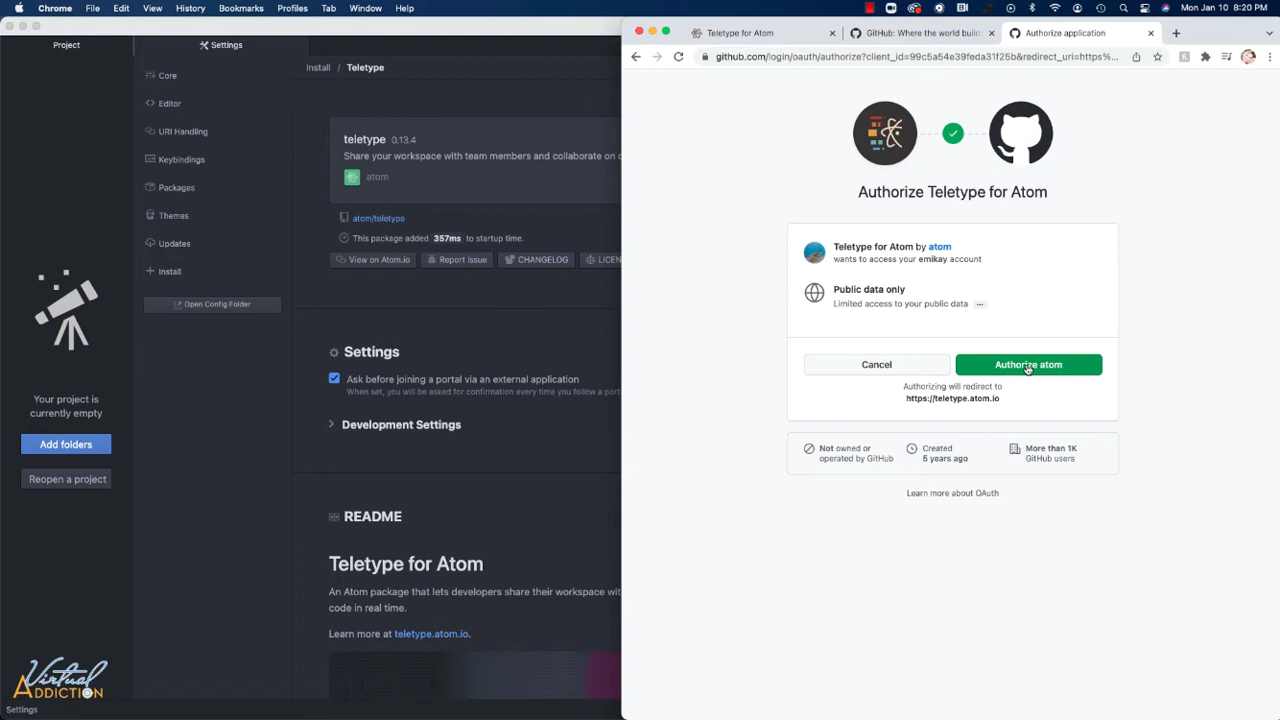 Chrome File Edit View History Bookmarks Profiles Tab Window Help
Mon Jan 10 8:20 PM
Project
Settings
Core
Editor
URI Handling
Keybindings
Packages
Themes
Updates
Install
Open Config Folder
Your project is
currently empty
Add folders
Reopen a project
Virtual
ADDICTION
Settings
Install / Teletype
teletype 0.13.4
Share your workspace with team members and collaborate on c
atom
atom/teletype
This package added 357ms to startup time.
View on Atom.io Report Issue CHANGELOG LICEN
Settings
Ask before joining a portal via an external application
When set, you will be asked for confirmation every time you follow a port
Development Settings
README
Teletype for Atom
An Atom package that lets developers share their workspace wit
code in real time.
Learn more at teletype.atom.io.
Teletype for Atom
GitHub: Where the world build
Authorize application
github.com/login/oauth/authorize?client_id=99c5a54e39feda31f25b&redirect_uri=https%...
Authorize Teletype for Atom
Teletype for Atom by atom
wants to access your emikay account
Public data only
Limited access to your public data ...
Cancel
Authorize atom
Authorizing will redirect to
https://teletype.atom.io
Not owned or
operated by GitHub
Created
5 years ago
More than 1K
GitHub users
Learn more about OAuth